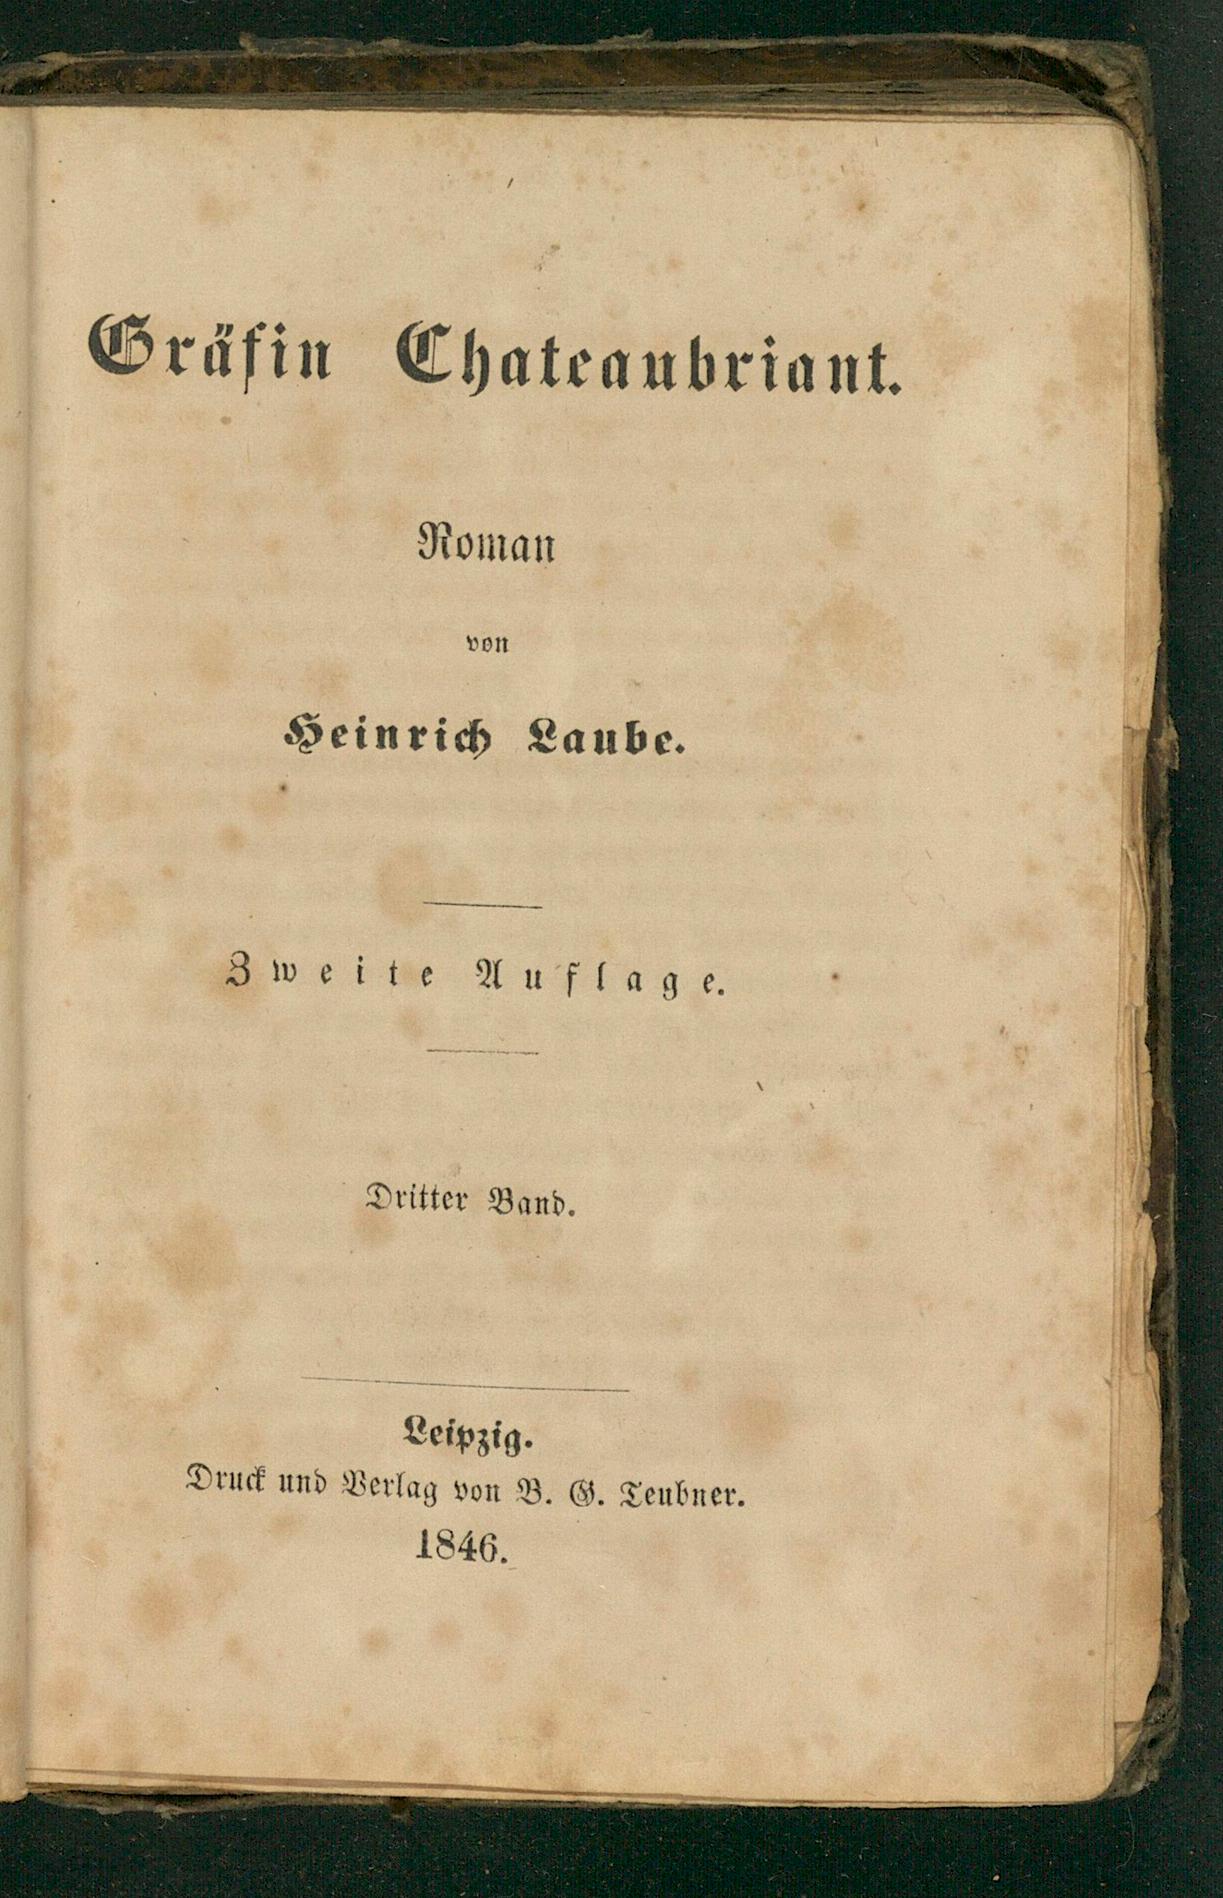 Gräfin Chateaubriant.
Roman
von
Heinrich Laube.
Zweite Auflage.
Dritter Band.
Leipzig.
Druck und Verlag von B. G. Teubner.
1846.